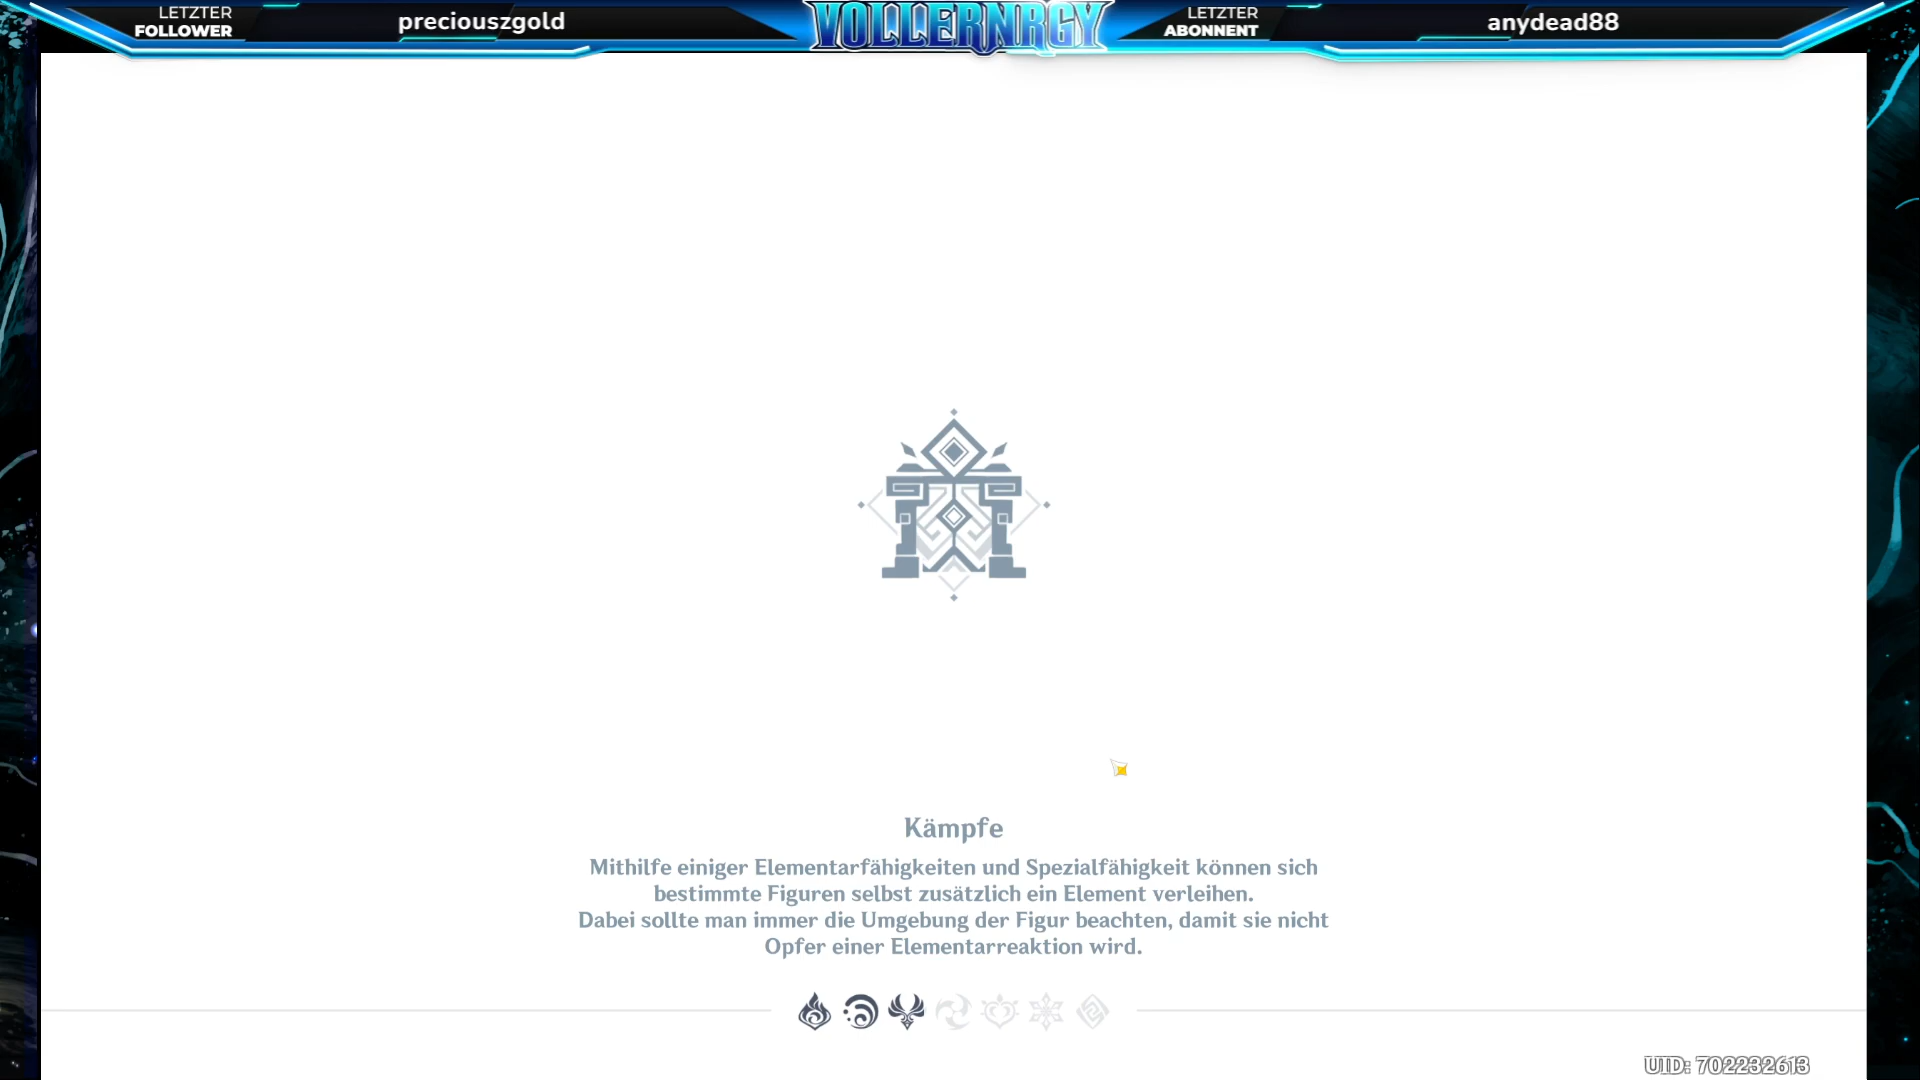 LETZTER
FOLLOWER
preciouszgold
VOLLERNRGY
LETZTER
ABONNENT
anydead88
Kämpfe
Mithilfe einiger Elementarfähigkeiten und Spezialfähigkeit können sich
bestimmte Figuren selbst zusätzlich ein Element verleihen.
Dabei sollte man immer die Umgebung der Figur beachten, damit sie nicht
Opfer einer Elementarreaktion wird.
UID: 702232613